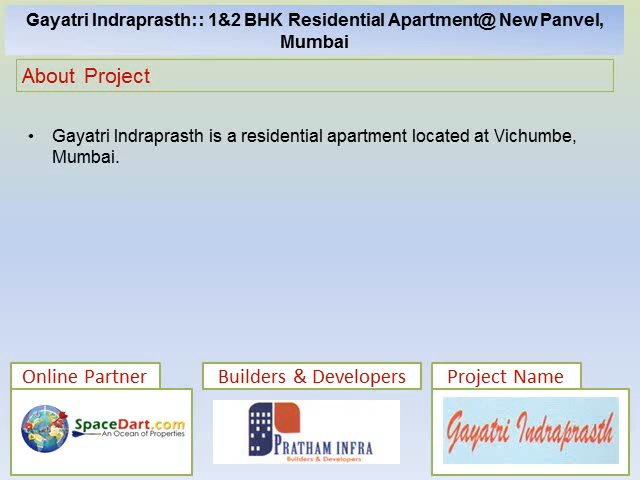 Gayatri Indraprasth:: 1&2 BHK Residential Apartment@ New Panvel,
Mumbai
About Project
• Gayatri Indraprasth is a residential apartment located at Vichumbe,
Mumbai.
Online Partner
SpaceDart.com
An Ocean of Properties
Builders & Developers
PRATHAM INFRA
Builders & Developers
Project Name
Gayatri Indraprasth